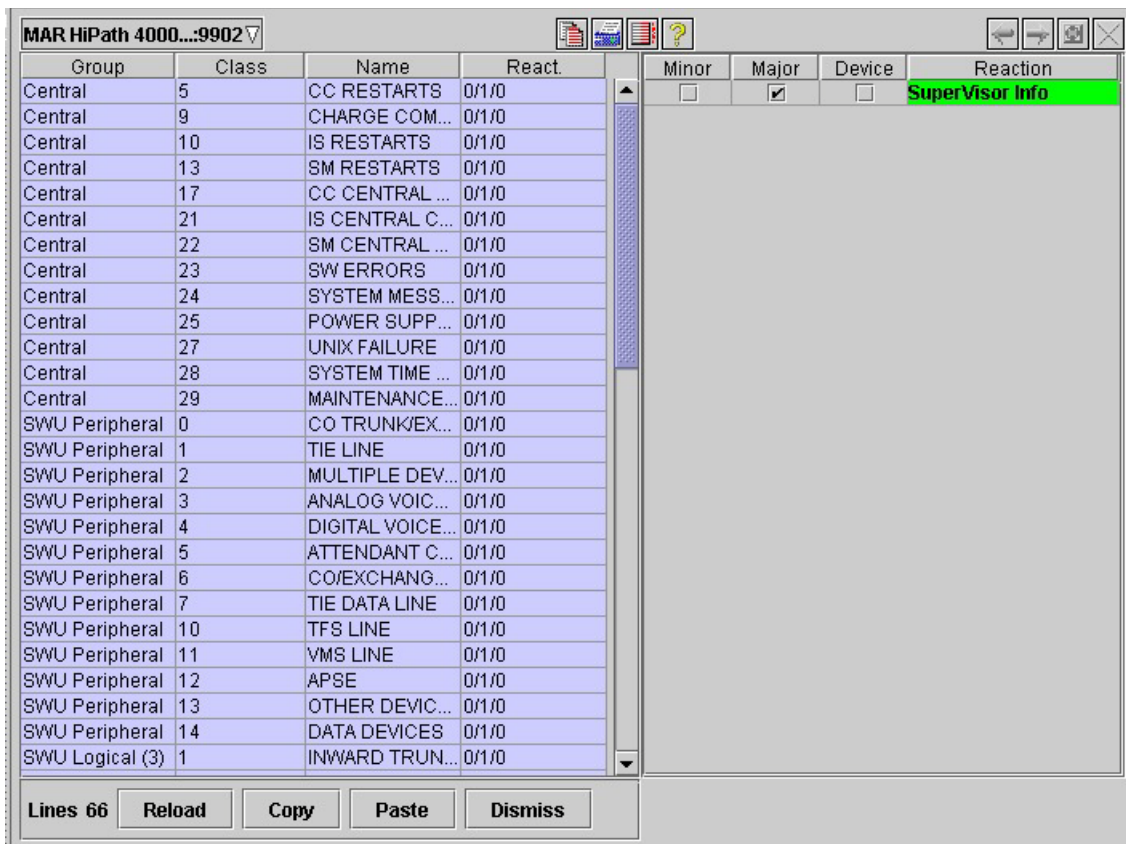 MAR HiPath 4000...:9902
Group Class Name React. Minor Major Device Reaction
Central 5 CC RESTARTS 0/1/0 SuperVisor Info
Central 9 CHARGE COM... 0/1/0
Central 10 IS RESTARTS 0/1/0
Central 13 SM RESTARTS 0/1/0
Central 17 CC CENTRAL ... 0/1/0
Central 21 IS CENTRAL C... 0/1/0
Central 22 SM CENTRAL ... 0/1/0
Central 23 SW ERRORS 0/1/0
Central 24 SYSTEM MESS... 0/1/0
Central 25 POWER SUPP... 0/1/0
Central 27 UNIX FAILURE 0/1/0
Central 28 SYSTEM TIME ... 0/1/0
Central 29 MAINTENANCE... 0/1/0
SWU Peripheral 0 CO TRUNK/EX... 0/1/0
SWU Peripheral 1 TIE LINE 0/1/0
SWU Peripheral 2 MULTIPLE DEV... 0/1/0
SWU Peripheral 3 ANALOG VOIC... 0/1/0
SWU Peripheral 4 DIGITAL VOICE... 0/1/0
SWU Peripheral 5 ATTENDANT C... 0/1/0
SWU Peripheral 6 CO/EXCHANG... 0/1/0
SWU Peripheral 7 TIE DATA LINE 0/1/0
SWU Peripheral 10 TFS LINE 0/1/0
SWU Peripheral 11 VMS LINE 0/1/0
SWU Peripheral 12 APSE 0/1/0
SWU Peripheral 13 OTHER DEVIC... 0/1/0
SWU Peripheral 14 DATA DEVICES 0/1/0
SWU Logical (3) 1 INWARD TRUN... 0/1/0
Lines 66 Reload Copy Paste Dismiss